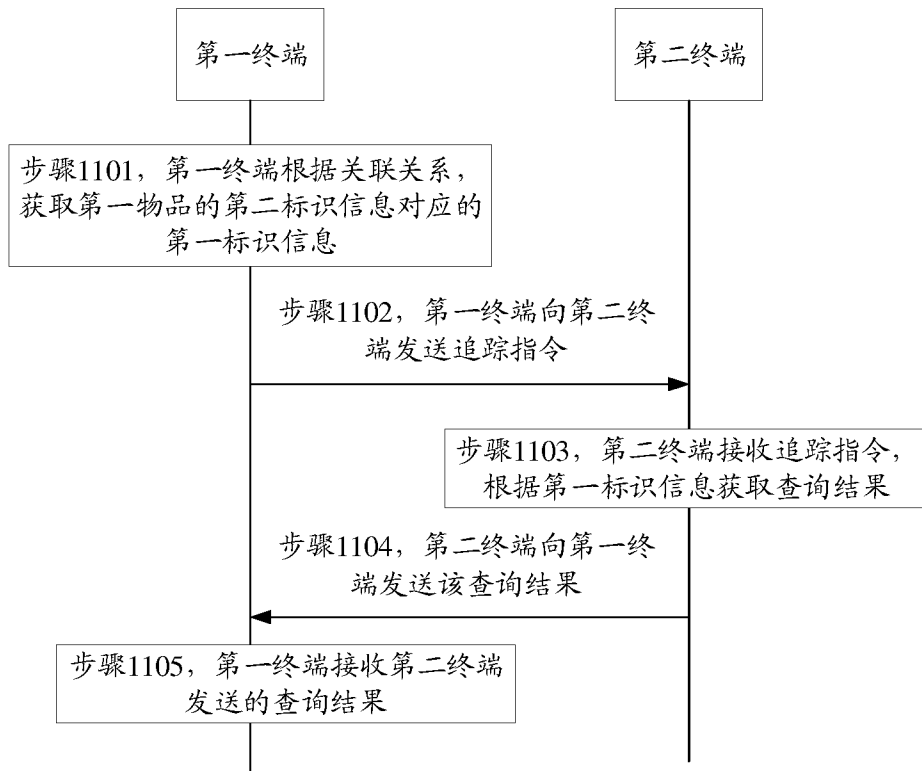 第一终端
第二终端
步骤1101，第一终端根据关联关系，
获取第一物品的第二标识信息对应的
第一标识信息
步骤1102，第一终端向第二终
端发送追踪指令
步骤1103，第二终端接收追踪指令，
根据第一标识信息获取查询结果
步骤1104，第二终端向第一终
端发送该查询结果
步骤1105，第一终端接收第二终端
发送的查询结果